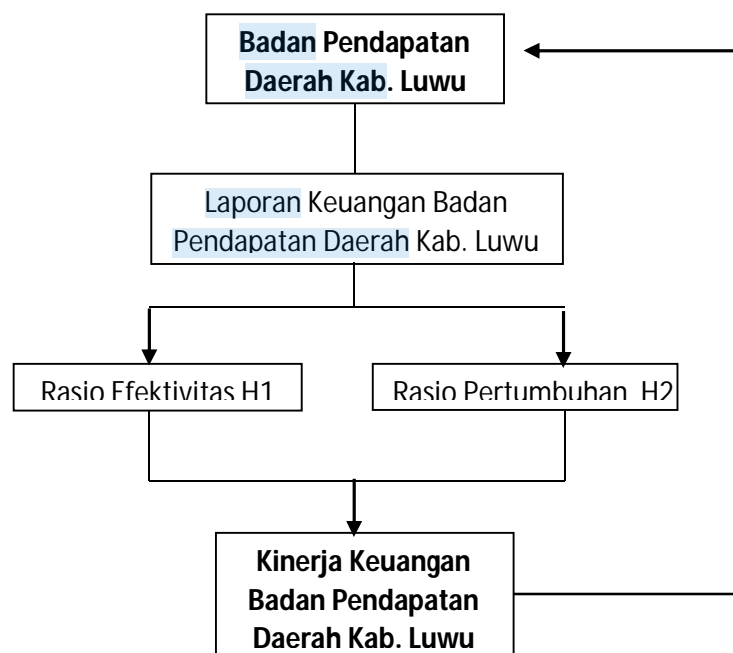 Badan Pendapatan
Daerah Kab. Luwu
Laporan Keuangan Badan
Pendapatan Daerah Kab. Luwu
Rasio Efektivitas H1
Rasio Pertumbuhan H2
Kinerja Keuangan
Badan Pendapatan
Daerah Kab. Luwu